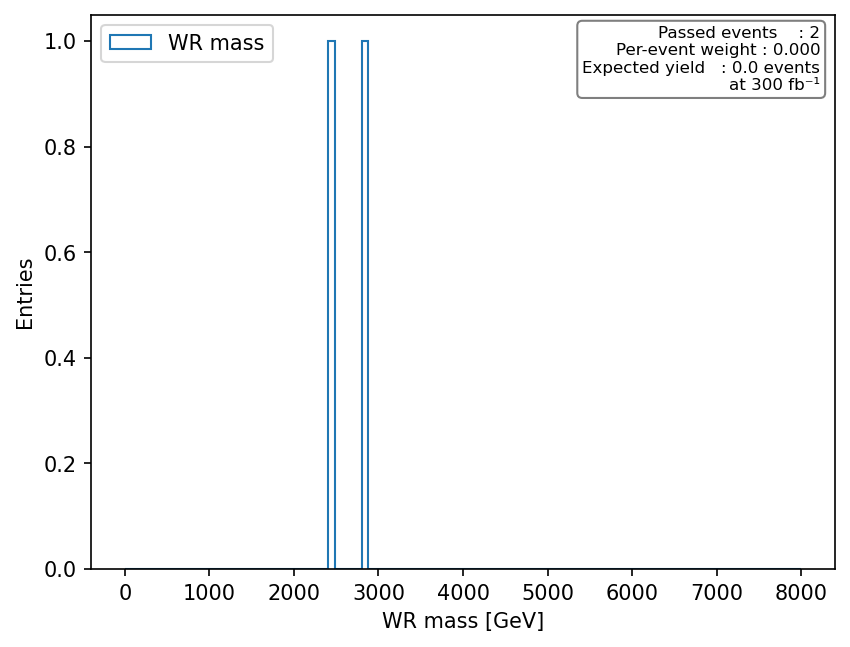 WR mass
Passed events    : 2
Per-event weight : 0.000
Expected yield   : 0.0 events
at 300 fb⁻¹
Entries
1.0
0.8
0.6
0.4
0.2
0.0
0 1000 2000 3000 4000 5000 6000 7000 8000
WR mass [GeV]